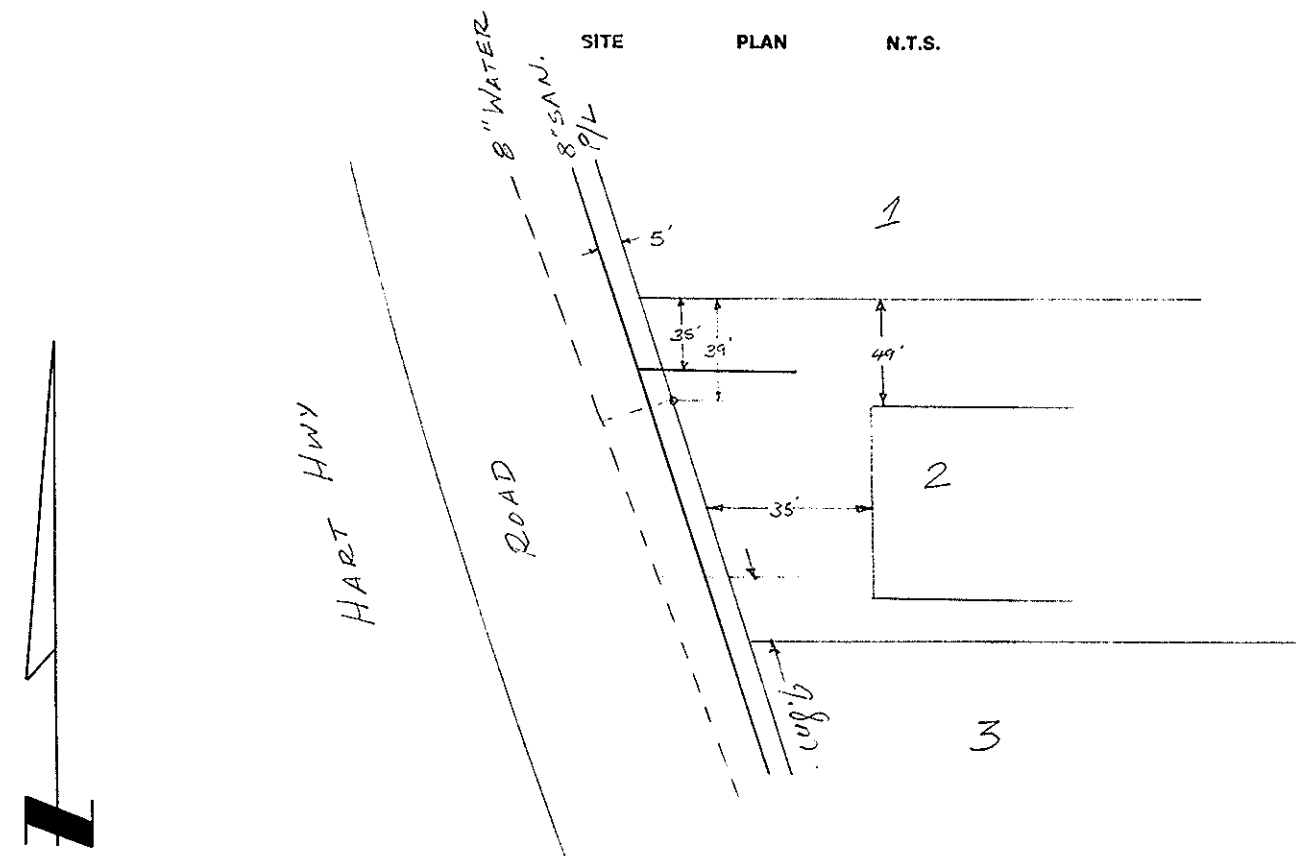 SITE PLAN N.T.S.
8" WATER
8" SAN.
P/L
5'
1
35'
39'
49'
HART HWY
ROAD
2
35'
3
N